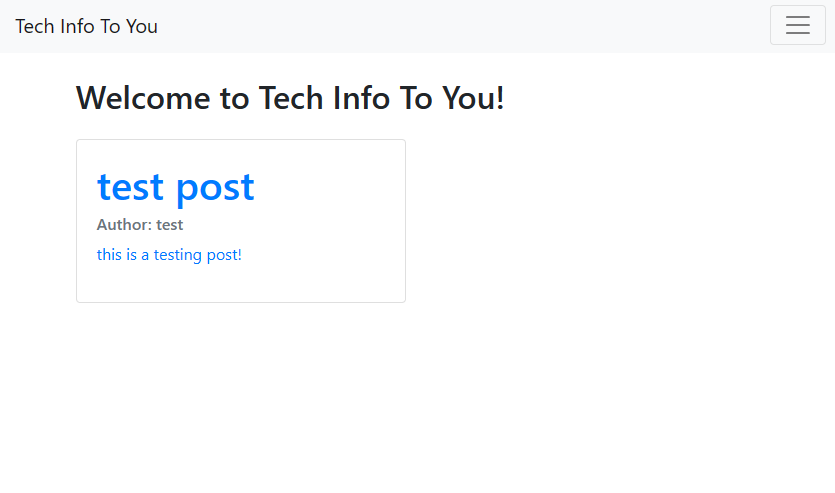 Tech Info To You
Welcome to Tech Info To You!
test post
Author: test
this is a testing post!